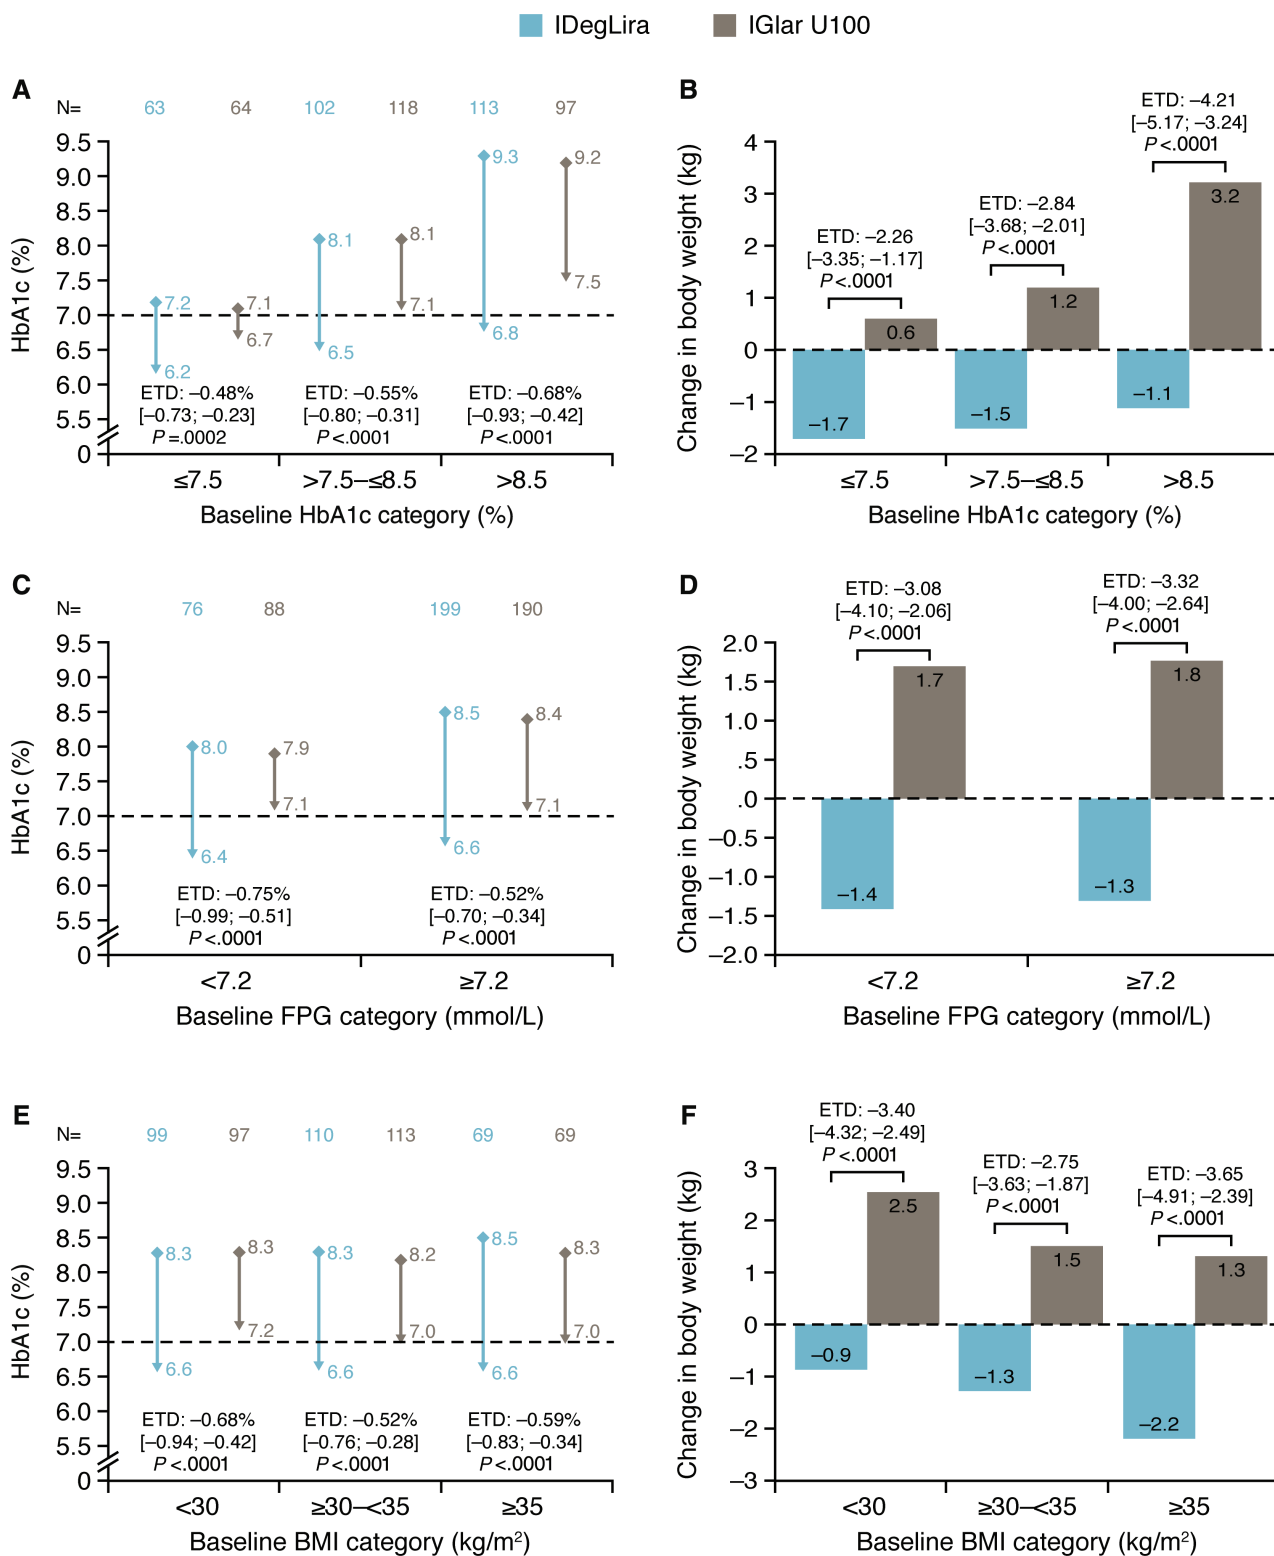 IDegLira IGlar U100
A
N= 63 64 102 118 113 97
9.5
9.0
8.5
8.0
7.5
7.0
6.5
6.0
5.5
0
HbA1c (%)
7.2 6.2
7.1 6.7
8.1 6.5
8.1 7.1
9.3 6.8
9.2 7.5
ETD: –0.48%
[–0.73; –0.23]
P=.0002
ETD: –0.55%
[–0.80; –0.31]
P<.0001
ETD: –0.68%
[–0.93; –0.42]
P<.0001
≤7.5 >7.5–≤8.5 >8.5
Baseline HbA1c category (%)
B
4
3
2
1
0
–1
–2
Change in body weight (kg)
ETD: –2.26
[–3.35; –1.17]
P<.0001
–1.7 0.6
ETD: –2.84
[–3.68; –2.01]
P<.0001
–1.5 1.2
ETD: –4.21
[–5.17; –3.24]
P<.0001
–1.1 3.2
≤7.5 >7.5–≤8.5 >8.5
Baseline HbA1c category (%)
C
N= 76 88 199 190
9.5
9.0
8.5
8.0
7.5
7.0
6.5
6.0
5.5
0
HbA1c (%)
8.0 6.4
7.9 7.1
8.5 6.6
8.4 7.1
ETD: –0.75%
[–0.99; –0.51]
P<.0001
ETD: –0.52%
[–0.70; –0.34]
P<.0001
<7.2 ≥7.2
Baseline FPG category (mmol/L)
D
2.0
1.5
1.0
.5
.0
–0.5
–1.0
–1.5
–2.0
Change in body weight (kg)
ETD: –3.08
[–4.10; –2.06]
P<.0001
–1.4 1.7
ETD: –3.32
[–4.00; –2.64]
P<.0001
–1.3 1.8
<7.2 ≥7.2
Baseline FPG category (mmol/L)
E
N= 99 97 110 113 69 69
9.5
9.0
8.5
8.0
7.5
7.0
6.5
6.0
5.5
0
HbA1c (%)
8.3 6.6
8.3 7.2
8.3 6.6
8.2 7.0
8.5 6.6
8.3 7.0
ETD: –0.68%
[–0.94; –0.42]
P<.0001
ETD: –0.52%
[–0.76; –0.28]
P<.0001
ETD: –0.59%
[–0.83; –0.34]
P<.0001
<30 ≥30–<35 ≥35
Baseline BMI category (kg/m²)
F
3
2
1
0
–1
–2
–3
Change in body weight (kg)
ETD: –3.40
[–4.32; –2.49]
P<.0001
–0.9 2.5
ETD: –2.75
[–3.63; –1.87]
P<.0001
–1.3 1.5
ETD: –3.65
[–4.91; –2.39]
P<.0001
–2.2 1.3
<30 ≥30–<35 ≥35
Baseline BMI category (kg/m²)